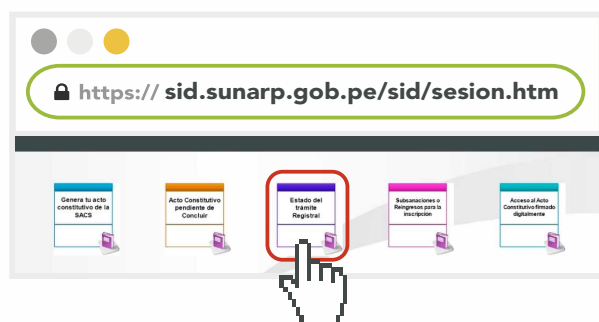 https:// sid.sunarp.gob.pe/sid/sesion.htm
Genera tu acto
constitutivo de la
SACS
Acto Constitutivo
pendiente de
Concluir
Estado del
trámite
Registral
Subsanaciones o
Reingresos para la
inscripción
Acceso al Acto
Constitutivo firmado
digitalmente